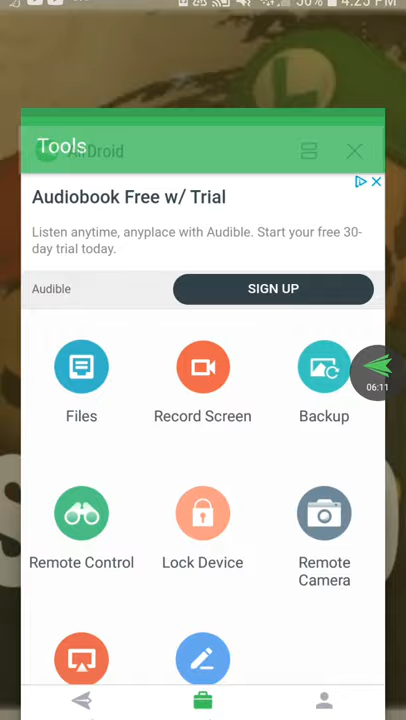 50% 4:25 PM
Tools
AirDroid
Audiobook Free w/ Trial
Listen anytime, anyplace with Audible. Start your free 30-
day trial today.
Audible
SIGN UP
Files
Record Screen
Backup
06:11
Remote Control
Lock Device
Remote
Camera